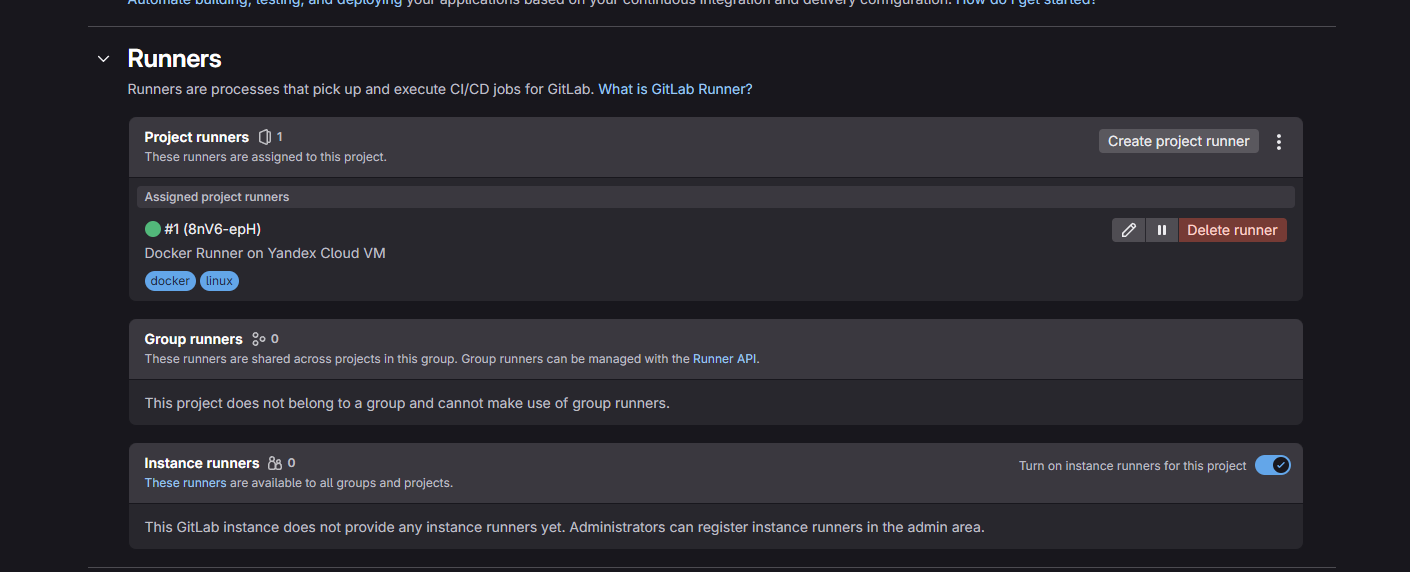 Automate building, testing, and deploying your applications based on your continuous integration and delivery configuration. How do I get started?
Runners
Runners are processes that pick up and execute CI/CD jobs for GitLab. What is GitLab Runner?
Project runners 1
These runners are assigned to this project.
Create project runner
Assigned project runners
#1 (8nV6-epH)
Delete runner
Docker Runner on Yandex Cloud VM
docker linux
Group runners 0
These runners are shared across projects in this group. Group runners can be managed with the Runner API.
This project does not belong to a group and cannot make use of group runners.
Instance runners 0
These runners are available to all groups and projects.
Turn on instance runners for this project
This GitLab instance does not provide any instance runners yet. Administrators can register instance runners in the admin area.